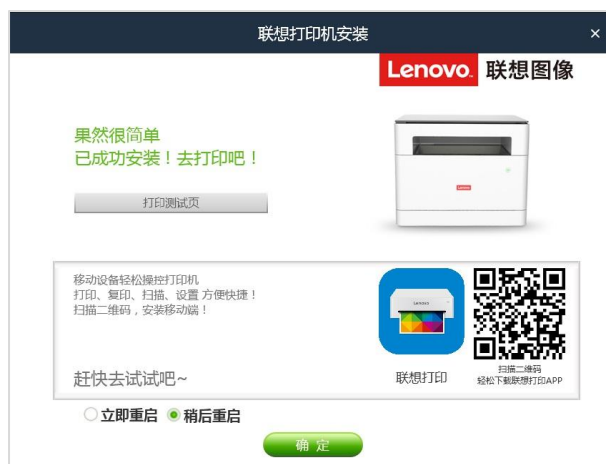 联想打印机安装
×
Lenovo. 联想图像
果然很简单
已成功安装！去打印吧！
打印测试页
移动设备轻松操控打印机
打印、复印、扫描、设置 方便快捷！
扫描二维码，安装移动端！
赶快去试试吧~
Lenovo
联想打印
扫描二维码
轻松下载联想打印APP
立即重启
稍后重启
确 定